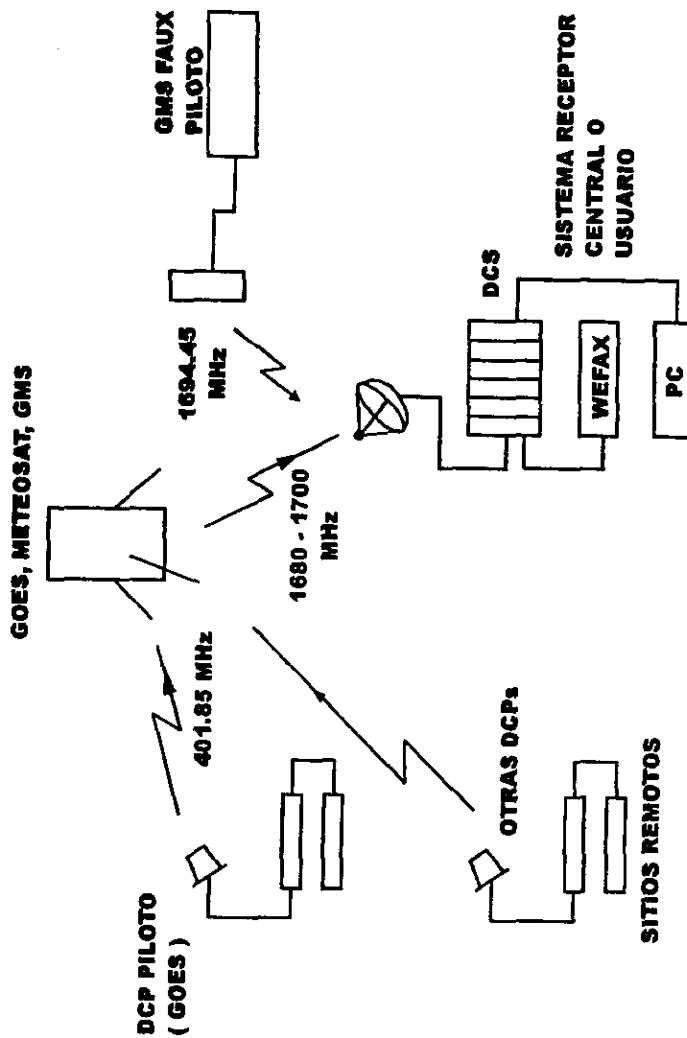 GOES, METEOSAT, GMS
DCP PILOTO
( GOES )
401.85 MHz
1680 - 1700
MHz
1694.45
MHz
GMS FAUX
PILOTO
OTRAS DCPs
SITIOS REMOTOS
DCS
WEFAX
PC
SISTEMA RECEPTOR
CENTRAL O
USUARIO